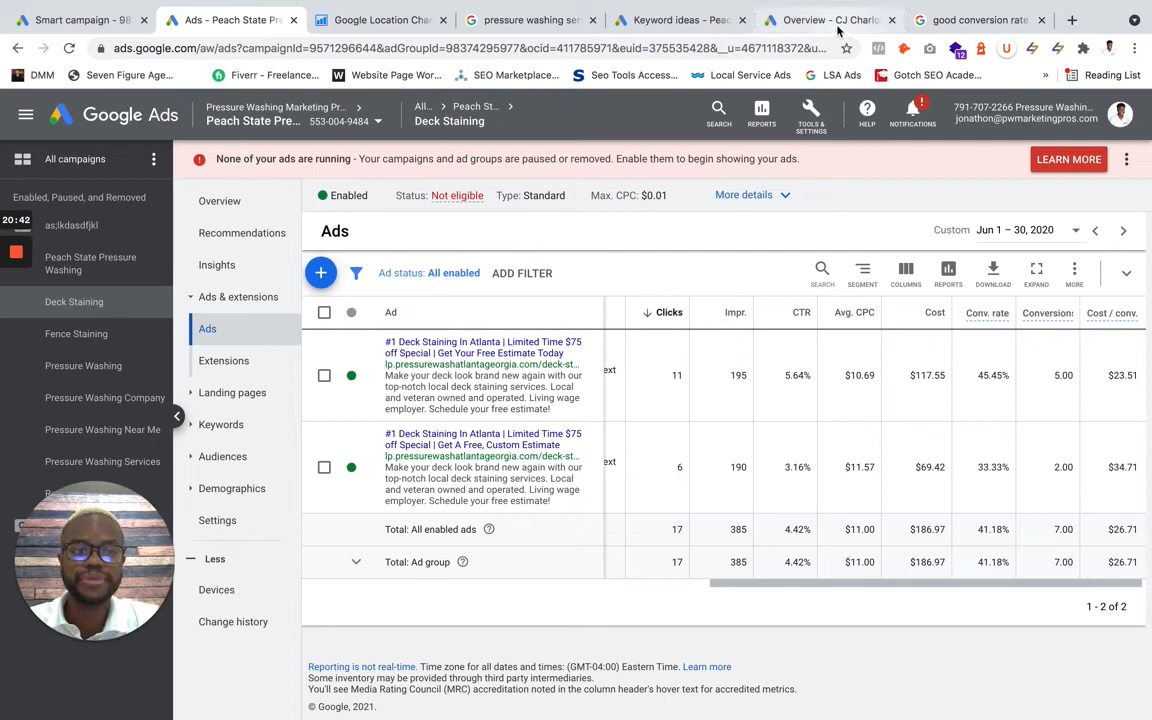 Smart campaign - 98
Ads - Peach State Pre
Google Location Cha
pressure washing ser
Keyword ideas - Peac
Overview - CJ Charlo
good conversion rate
ads.google.com/aw/ads?campaignId=9571296644&adGroupId=98374295977&ocid=411785971&euid=375535428&__u=4671118372&u...
12
DMM
Seven Figure Age...
Fiverr - Freelance...
Website Page Wor...
SEO Marketplace...
Seo Tools Access...
Local Service Ads
LSA Ads
Gotch SEO Acade...
»
Reading List
Google Ads
Pressure Washing Marketing Pr...
Peach State Pre... 553-004-9484
All... Peach St...
Deck Staining
SEARCH
REPORTS
TOOLS & SETTINGS
HELP
NOTIFICATIONS
791-707-2266 Pressure Washin...
jonathon@pwmarketingpros.com
All campaigns
None of your ads are running - Your campaigns and ad groups are paused or removed. Enable them to begin showing your ads.
LEARN MORE
Enabled, Paused, and Removed
20:42
as;lkdasdfjkl
Peach State Pressure
Washing
Deck Staining
Fence Staining
Pressure Washing
Pressure Washing Company
Pressure Washing Near Me
Pressure Washing Services
Overview
Recommendations
Insights
Ads & extensions
Ads
Extensions
Landing pages
Keywords
Audiences
Demographics
Settings
Less
Devices
Change history
Enabled Status: Not eligible Type: Standard Max. CPC: $0.01 More details
Ads
Custom Jun 1 – 30, 2020
Ad status: All enabled ADD FILTER
SEARCH
SEGMENT
COLUMNS
REPORTS
DOWNLOAD
EXPAND
MORE
Ad Clicks Impr. CTR Avg. CPC Cost Conv. rate Conversions Cost / conv.
#1 Deck Staining In Atlanta | Limited Time $75
off Special | Get Your Free Estimate Today
lp.pressurewashatlantageorgia.com/deck-st...
Make your deck look brand new again with our
top-notch local deck staining services. Local
and veteran owned and operated. Living wage
employer. Schedule your free estimate!
ext 11 195 5.64% $10.69 $117.55 45.45% 5.00 $23.51
#1 Deck Staining In Atlanta | Limited Time $75
off Special | Get A Free, Custom Estimate
lp.pressurewashatlantageorgia.com/deck-st...
Make your deck look brand new again with our
top-notch local deck staining services. Local
and veteran owned and operated. Living wage
employer. Schedule your free estimate!
ext 6 190 3.16% $11.57 $69.42 33.33% 2.00 $34.71
Total: All enabled ads 17 385 4.42% $11.00 $186.97 41.18% 7.00 $26.71
Total: Ad group 17 385 4.42% $11.00 $186.97 41.18% 7.00 $26.71
1 - 2 of 2
Reporting is not real-time. Time zone for all dates and times: (GMT-04:00) Eastern Time. Learn more
Some inventory may be provided through third party intermediaries.
You'll see Media Rating Council (MRC) accreditation noted in the column header's hover text for accredited metrics.
© Google, 2021.